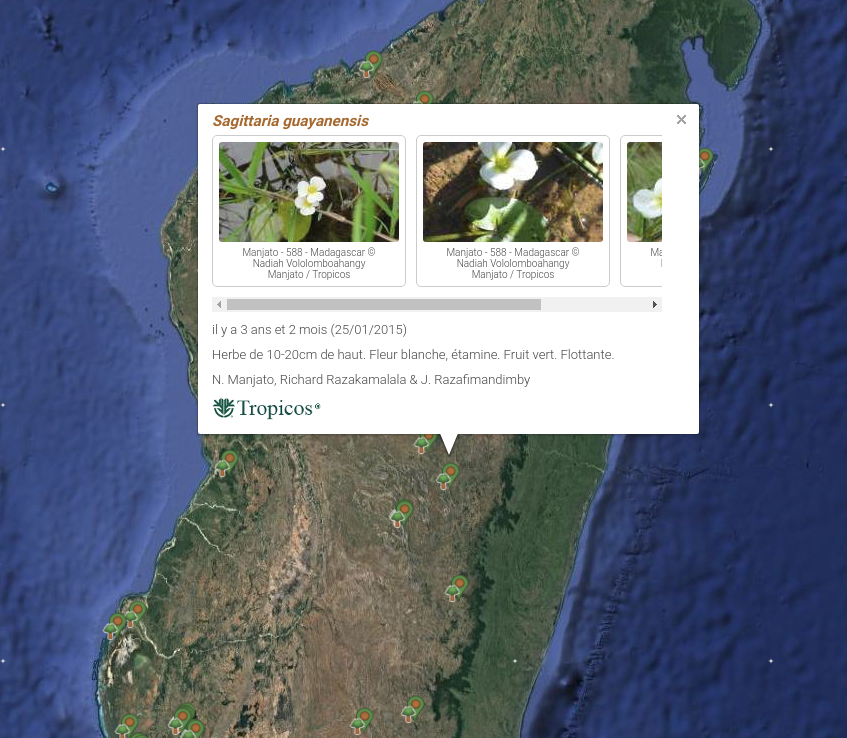 Sagittaria guayanensis
Manjato - 588 - Madagascar ©
Nadiah Vololomboahangy
Manjato / Tropicos
Manjato - 588 - Madagascar ©
Nadiah Vololomboahangy
Manjato / Tropicos
il y a 3 ans et 2 mois (25/01/2015)
Herbe de 10-20cm de haut. Fleur blanche, étamine. Fruit vert. Flottante.
N. Manjato, Richard Razakamalala & J. Razafimandimby
Tropicos®